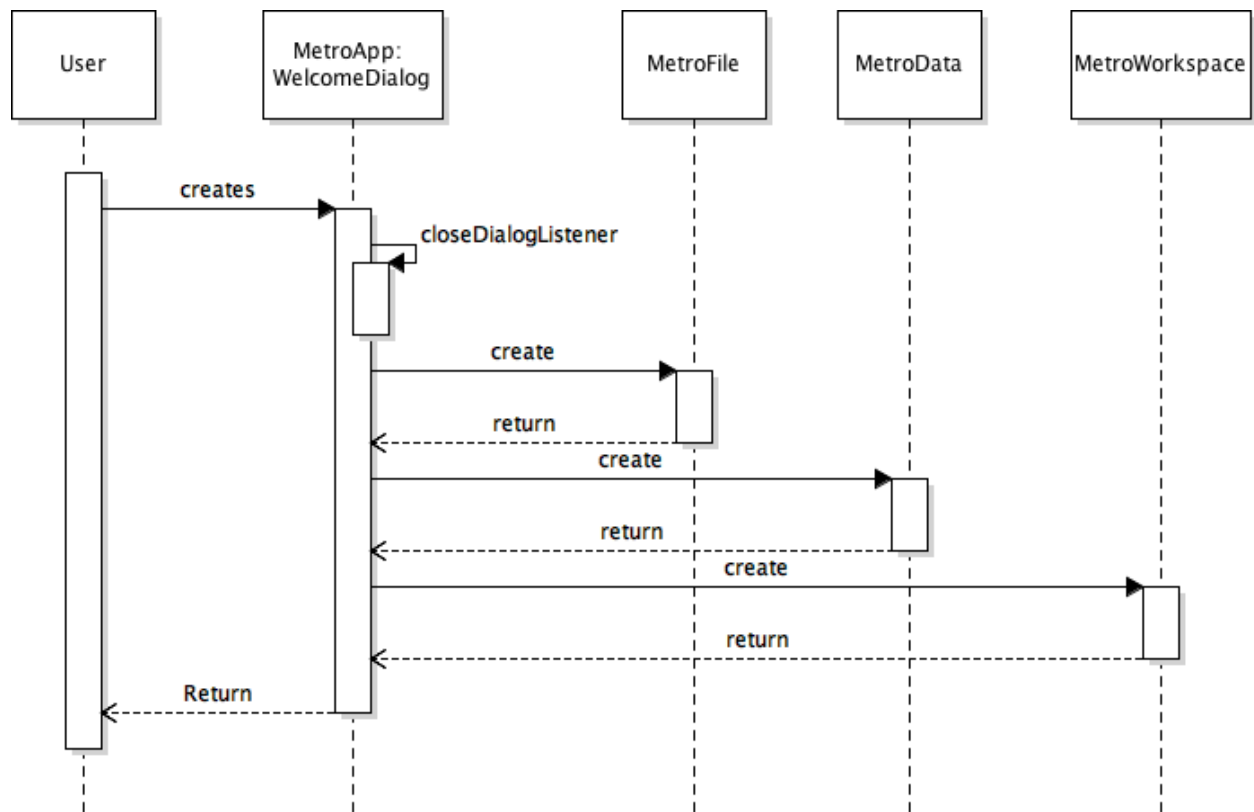 User
MetroApp:
WelcomeDialog
MetroFile
MetroData
MetroWorkspace
creates
closeDialogListener
create
return
create
return
create
return
Return